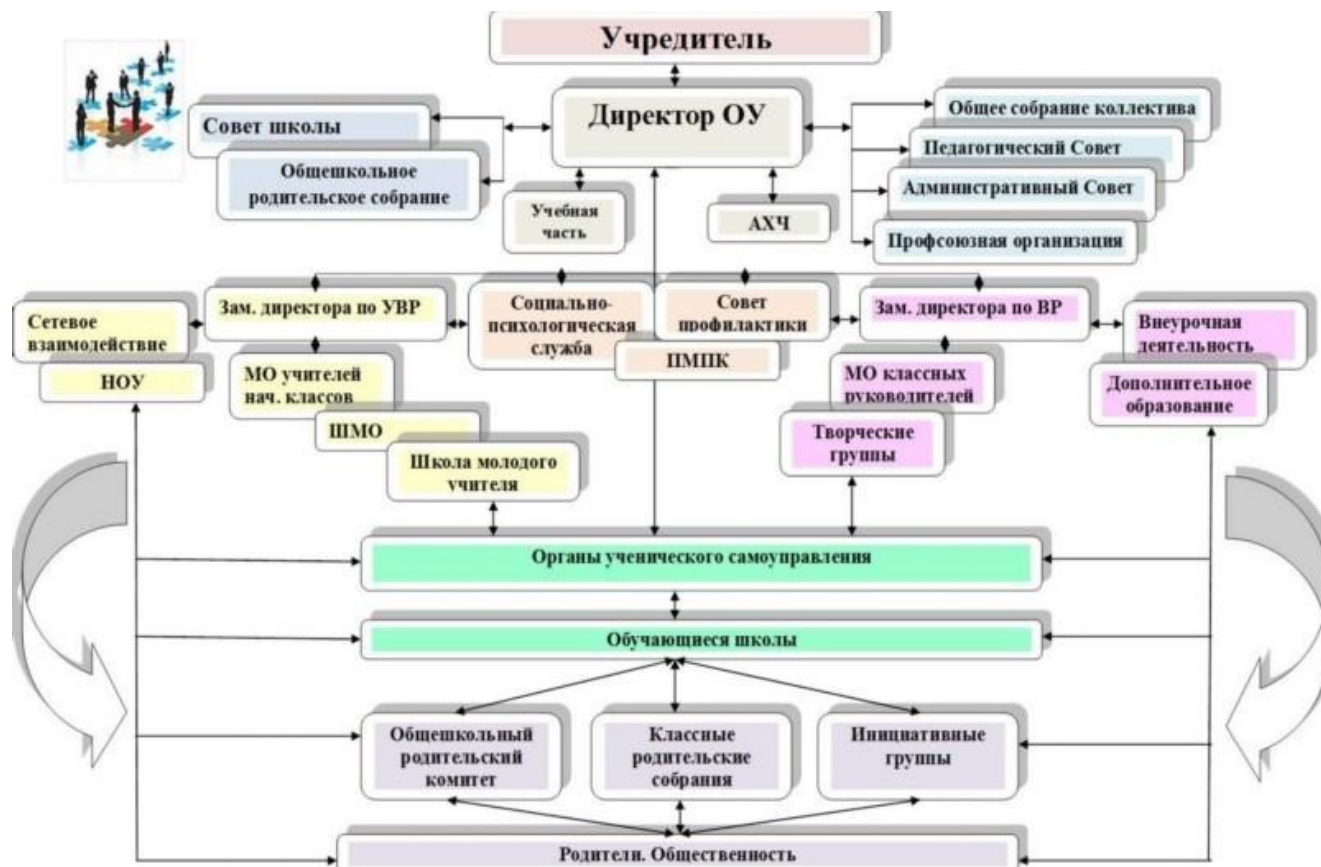 Учредитель
Директор ОУ
Совет школы
Общешкольное
родительское собрание
Общее собрание коллектива
Педагогический Совет
Административный Совет
Профсоюзная организация
Учебная
часть
АХЧ
Сетевое
взаимодействие
НОУ
Зам. директора по УВР
Социально-
психологическая
служба
Совет
профилактики
ПМПК
Зам. директора по ВР
Внеурочная
деятельность
Дополнительное
образование
МО учителей
нач. классов
ШМО
Школа молодого
учителя
МО классных
руководителей
Творческие
группы
Органы ученического самоуправления
Обучающиеся школы
Общешкольный
родительский
комитет
Классные
родительские
собрания
Инициативные
группы
Родители. Общественность